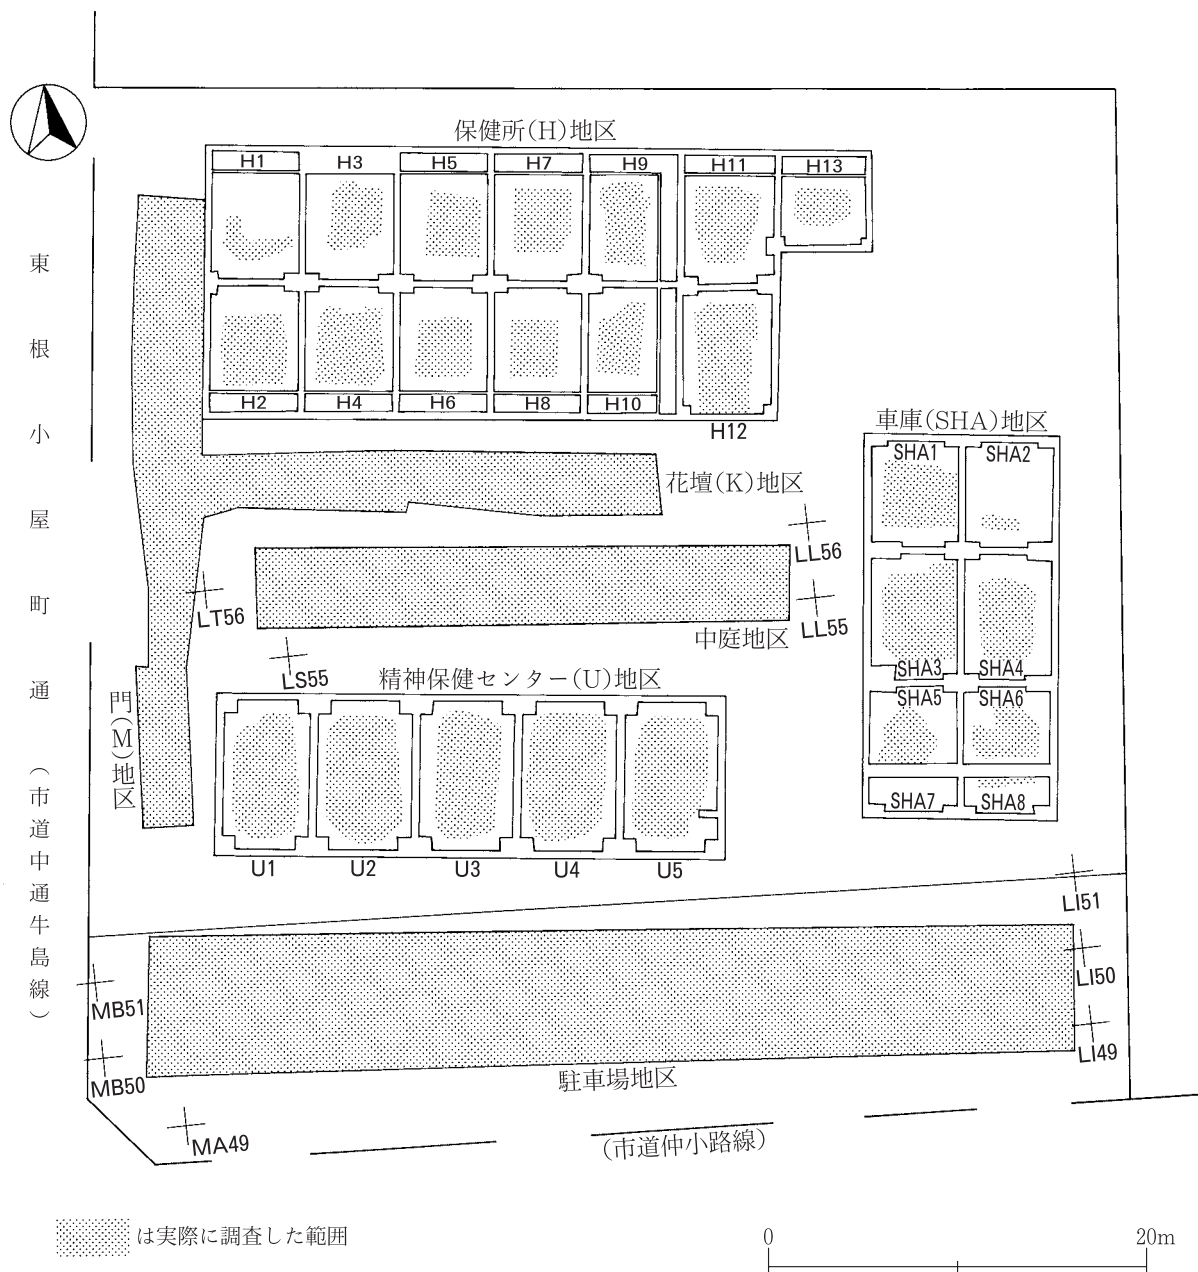 保健所(H)地区
H1
H3
H5
H7
H9
H11
H13
H2
H4
H6
H8
H10
H12
車庫(SHA)地区
SHA1
SHA2
SHA3
SHA4
SHA5
SHA6
SHA7
SHA8
花壇(K)地区
LL56
LT56
LL55
中庭地区
LS55
精神保健センター(U)地区
門(M)地区
U1
U2
U3
U4
U5
東根小屋町通(市道中通牛島線)
LI51
LI50
MB51
LI49
MB50
駐車場地区
MA49
(市道仲小路線)
は実際に調査した範囲
0
20m